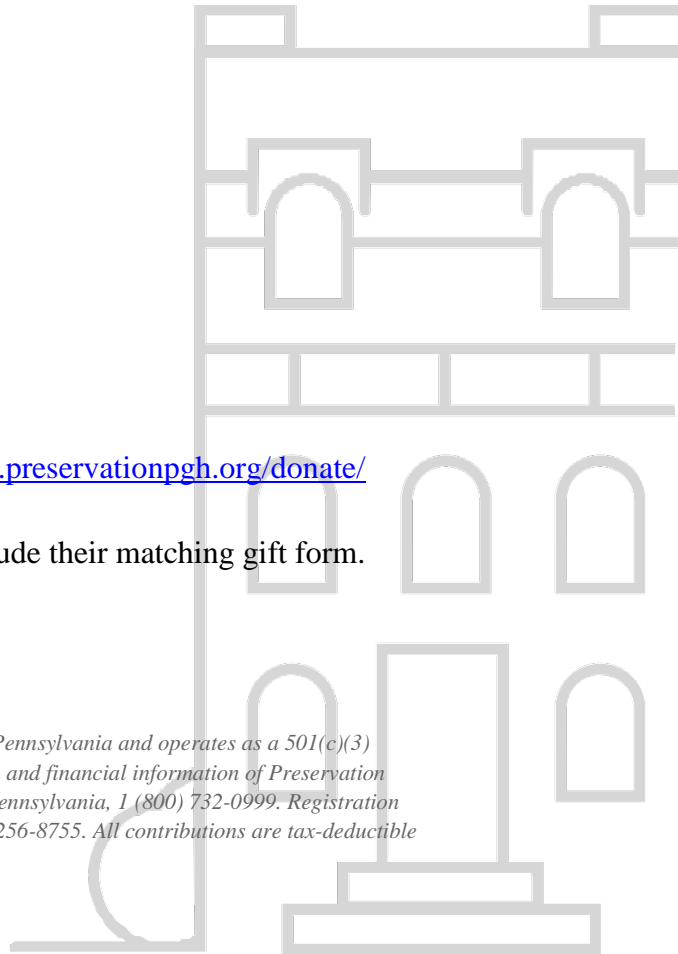 .preservationpgh.org/donate/
ude their matching gift form.
Pennsylvania and operates as a 501(c)(3)
and financial information of Preservation
ennsylvania, 1 (800) 732-0999. Registration
256-8755. All contributions are tax-deductible